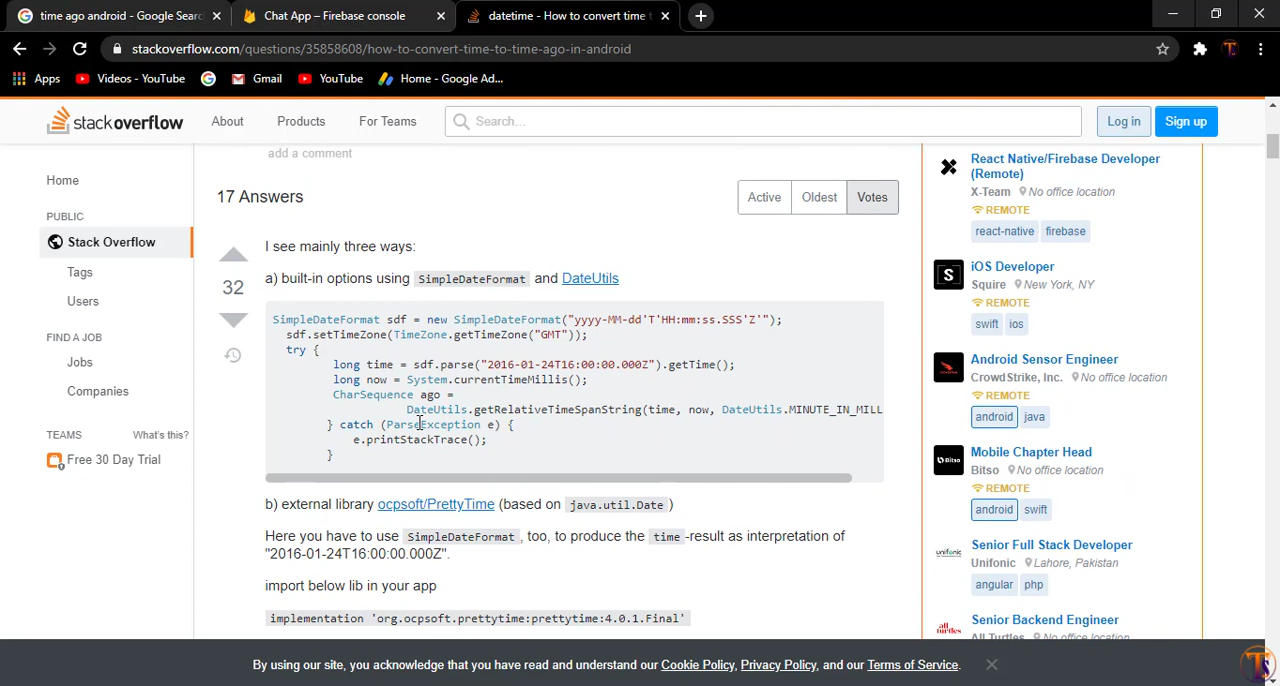 time ago android - Google Searc
Chat App – Firebase console
datetime - How to convert time t
stackoverflow.com/questions/35858608/how-to-convert-time-to-time-ago-in-android
Apps
Videos - YouTube
Gmail
YouTube
Home - Google Ad...
stackoverflow
About
Products
For Teams
Search...
Log in
Sign up
Home
PUBLIC
Stack Overflow
Tags
Users
FIND A JOB
Jobs
Companies
TEAMS
What's this?
Free 30 Day Trial
add a comment
17 Answers
Active
Oldest
Votes
32
I see mainly three ways:
a) built-in options using SimpleDateFormat and DateUtils
SimpleDateFormat sdf = new SimpleDateFormat("yyyy-MM-dd'T'HH:mm:ss.SSS'Z'");
sdf.setTimeZone(TimeZone.getTimeZone("GMT"));
try {
long time = sdf.parse("2016-01-24T16:00:00.000Z").getTime();
long now = System.currentTimeMillis();
CharSequence ago =
DateUtils.getRelativeTimeSpanString(time, now, DateUtils.MINUTE_IN_MILL
} catch (ParseException e) {
e.printStackTrace();
}
b) external library ocpsoft/PrettyTime (based on java.util.Date)
Here you have to use SimpleDateFormat, too, to produce the time-result as interpretation of
"2016-01-24T16:00:00.000Z".
import below lib in your app
implementation 'org.ocpsoft.prettytime:prettytime:4.0.1.Final'
React Native/Firebase Developer
(Remote)
X-Team No office location
REMOTE
react-native firebase
iOS Developer
Squire New York, NY
REMOTE
swift ios
Android Sensor Engineer
CrowdStrike, Inc. No office location
REMOTE
android java
Mobile Chapter Head
Bitso No office location
REMOTE
android swift
Senior Full Stack Developer
Unifonic Lahore, Pakistan
angular php
Senior Backend Engineer
All Turtles No office location
By using our site, you acknowledge that you have read and understand our Cookie Policy, Privacy Policy, and our Terms of Service.